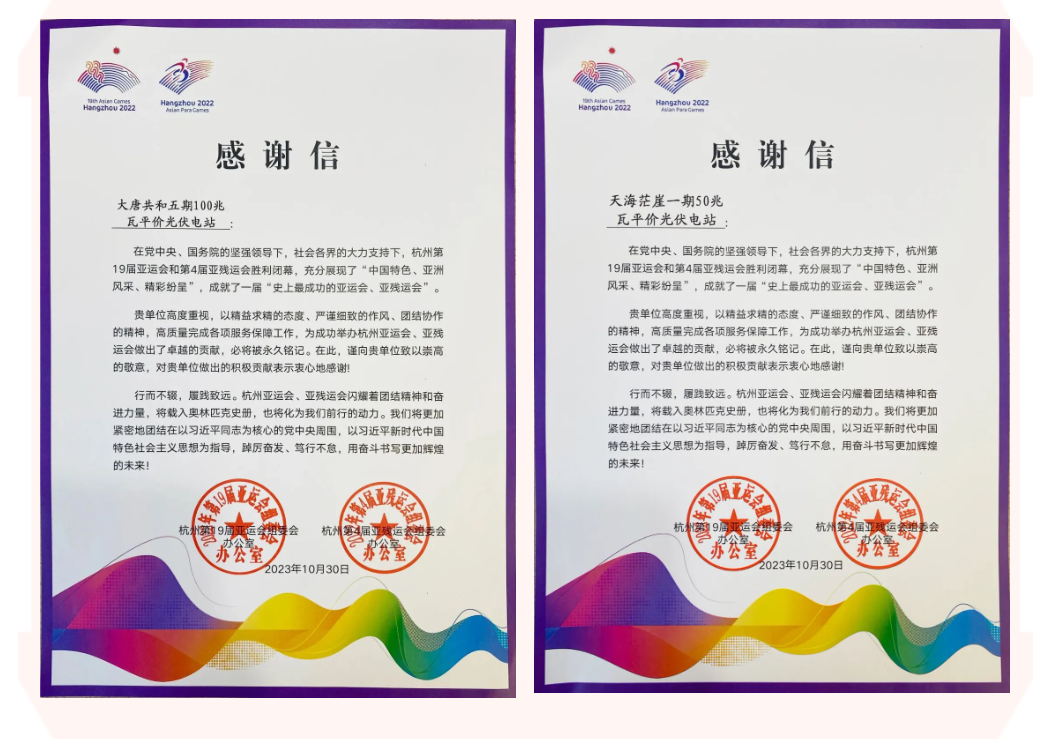 19th Asian Games
Hangzhou 2022
Hangzhou 2022
Asian Para Games
感谢信
大唐共和五期100兆
瓦平价光伏电站：
在党中央、国务院的坚强领导下，社会各界的大力支持下，杭州第
19届亚运会和第4届亚残运会胜利闭幕，充分展现了“中国特色、亚洲
风采、精彩纷呈”，成就了一届“史上最成功的亚运会、亚残运会”。
贵单位高度重视，以精益求精的态度、严谨细致的作风、团结协作
的精神，高质量完成各项服务保障工作，为成功举办杭州亚运会、亚残
运会做出了卓越的贡献，必将被永久铭记。在此，谨向贵单位致以崇高
的敬意，对贵单位做出的积极贡献表示衷心地感谢!
行而不辍，履践致远。杭州亚运会、亚残运会闪耀着团结精神和奋
进力量，将载入奥林匹克史册，也将化为我们前行的动力。我们将更加
紧密地团结在以习近平同志为核心的党中央周围，以习近平新时代中国
特色社会主义思想为指导，踔厉奋发、笃行不怠，用奋斗书写更加辉煌
的未来!
杭州第19届亚运会组委会
办公室
杭州第4届亚残运会组委会
办公室
办公室
办公室
2023年10月30日
19th Asian Games
Hangzhou 2022
Hangzhou 2022
Asian Para Games
感谢信
天海茫崖一期50兆
瓦平价光伏电站：
在党中央、国务院的坚强领导下，社会各界的大力支持下，杭州第
19届亚运会和第4届亚残运会胜利闭幕，充分展现了“中国特色、亚洲
风采、精彩纷呈”，成就了一届“史上最成功的亚运会、亚残运会”。
贵单位高度重视，以精益求精的态度、严谨细致的作风、团结协作
的精神，高质量完成各项服务保障工作，为成功举办杭州亚运会、亚残
运会做出了卓越的贡献，必将被永久铭记。在此，谨向贵单位致以崇高
的敬意，对贵单位做出的积极贡献表示衷心地感谢!
行而不辍，履践致远。杭州亚运会、亚残运会闪耀着团结精神和奋
进力量，将载入奥林匹克史册，也将化为我们前行的动力。我们将更加
紧密地团结在以习近平同志为核心的党中央周围，以习近平新时代中国
特色社会主义思想为指导，踔厉奋发、笃行不怠，用奋斗书写更加辉煌
的未来!
杭州第19届亚运会组委会
办公室
杭州第4届亚残运会组委会
办公室
办公室
办公室
2023年10月30日